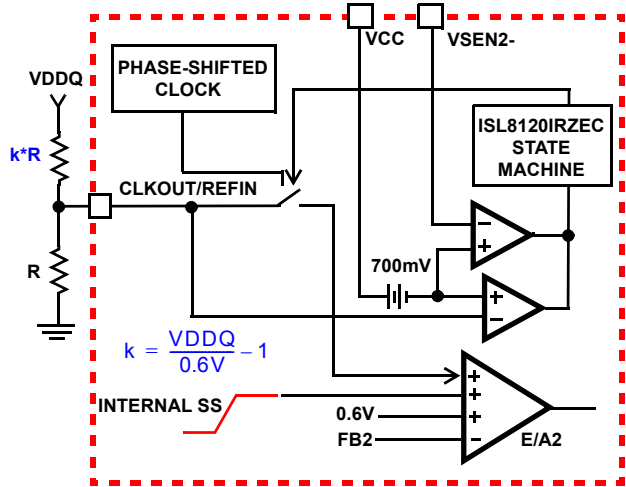 VCC
VSEN2-
PHASE-SHIFTED
CLOCK
VDDQ
ISL8120IRZEC
STATE
MACHINE
k*R
CLKOUT/REFIN
R
700mV
k = VDDQ/0.6V – 1
INTERNAL SS
0.6V
FB2
E/A2